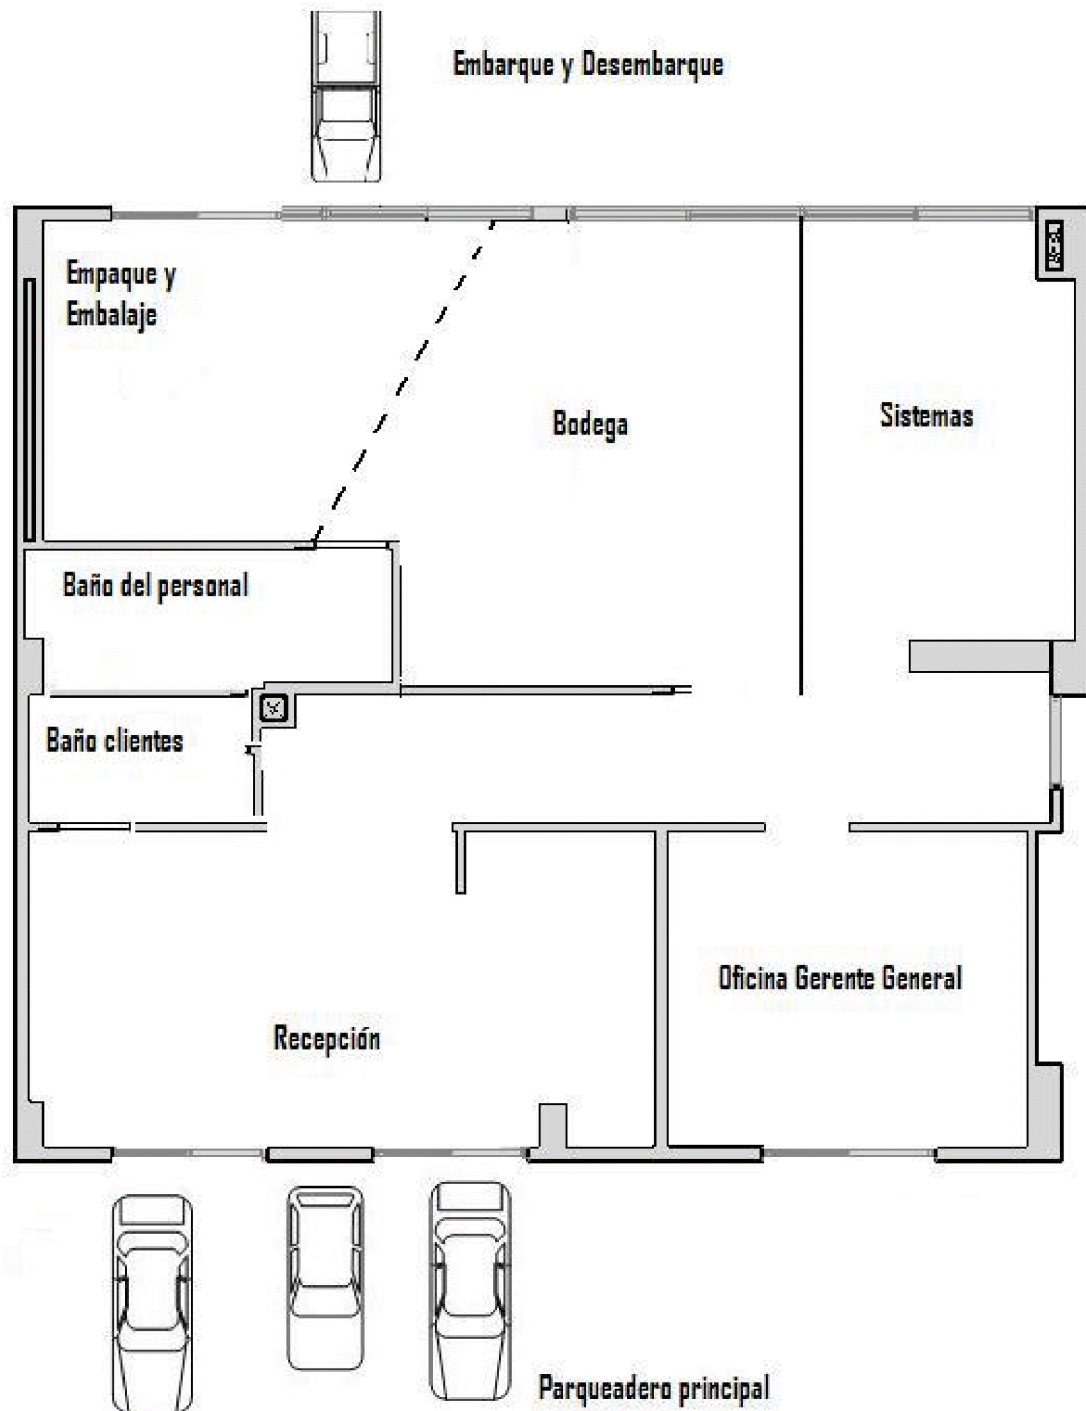 Embarque y Desembarque
Empaque y
Embalaje
Bodega
Sistemas
Baño del personal
Baño clientes
Oficina Gerente General
Recepción
Parqueadero principal